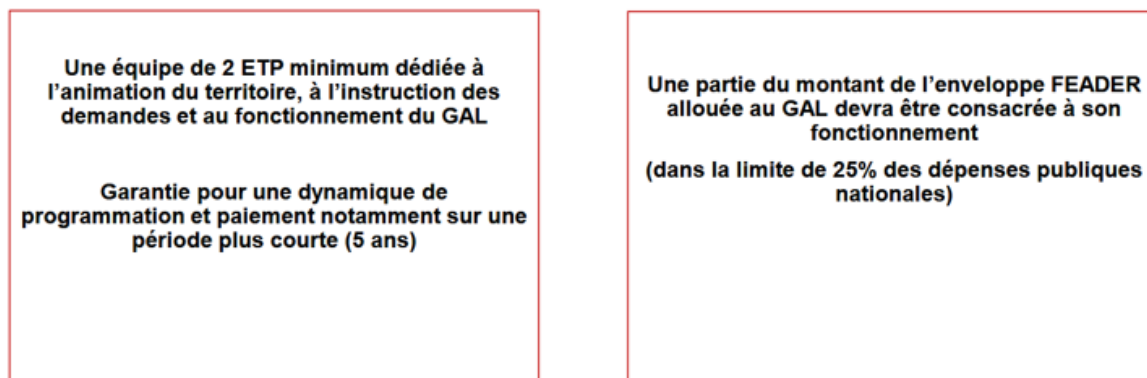 Une équipe de 2 ETP minimum dédiée à
l'animation du territoire, à l'instruction des
demandes et au fonctionnement du GAL
Garantie pour une dynamique de
programmation et paiement notamment sur une
période plus courte (5 ans)
Une partie du montant de l'enveloppe FEADER
allouée au GAL devra être consacrée à son
fonctionnement
(dans la limite de 25% des dépenses publiques
nationales)